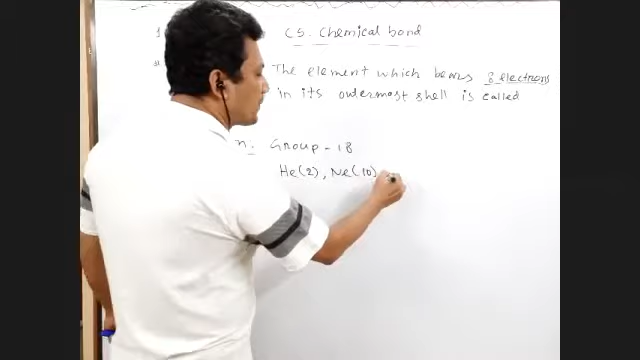 C5. Chemical bond
The element which bears 8 electrons
in its outermost shell is called
Group - 18
He(2), Ne(10)